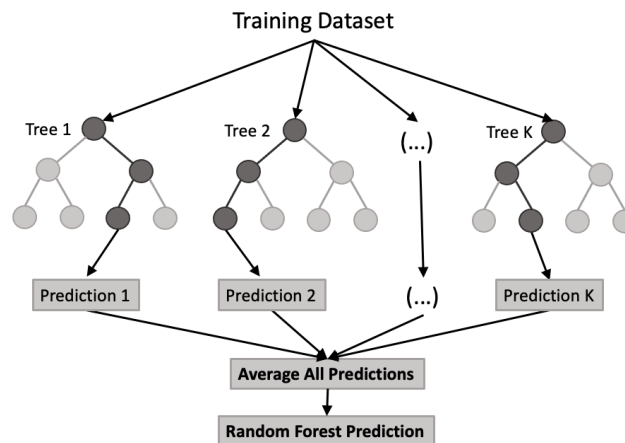 Training Dataset
Tree 1
Tree 2
(...)
Tree K
Prediction 1
Prediction 2
(...)
Prediction K
Average All Predictions
Random Forest Prediction